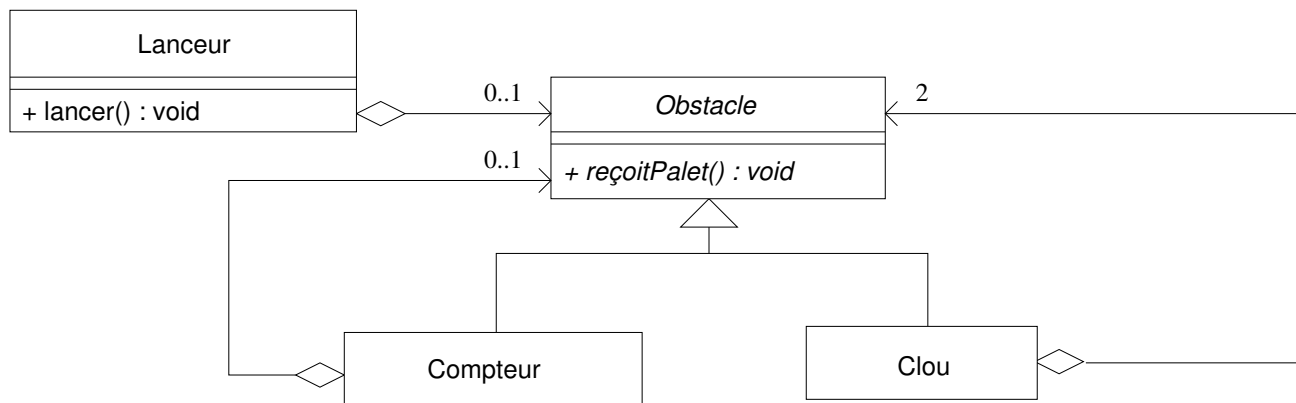 Lanceur
+ lancer() : void
0..1
Obstacle
2
0..1
+ reçoitPalet() : void
Compteur
Clou